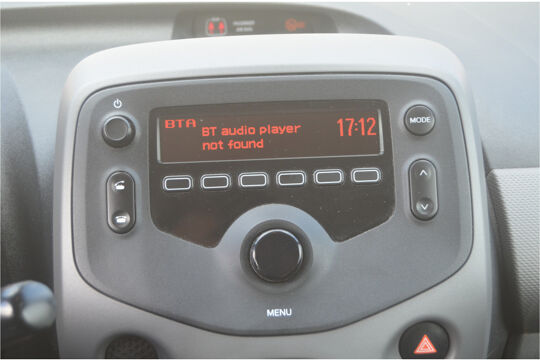 BTA
BT audio player
not found
17:12
MODE
MENU